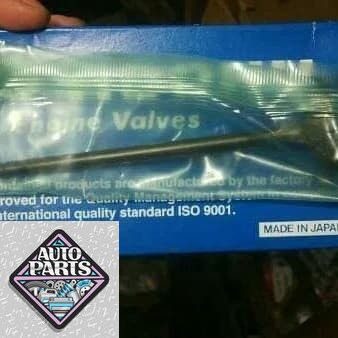 Engine Valves
products are manufactured by the factory
proved for the Quality Management System
nternational quality standard ISO 9001.
MADE IN JAPAN
AUTO
PARTS